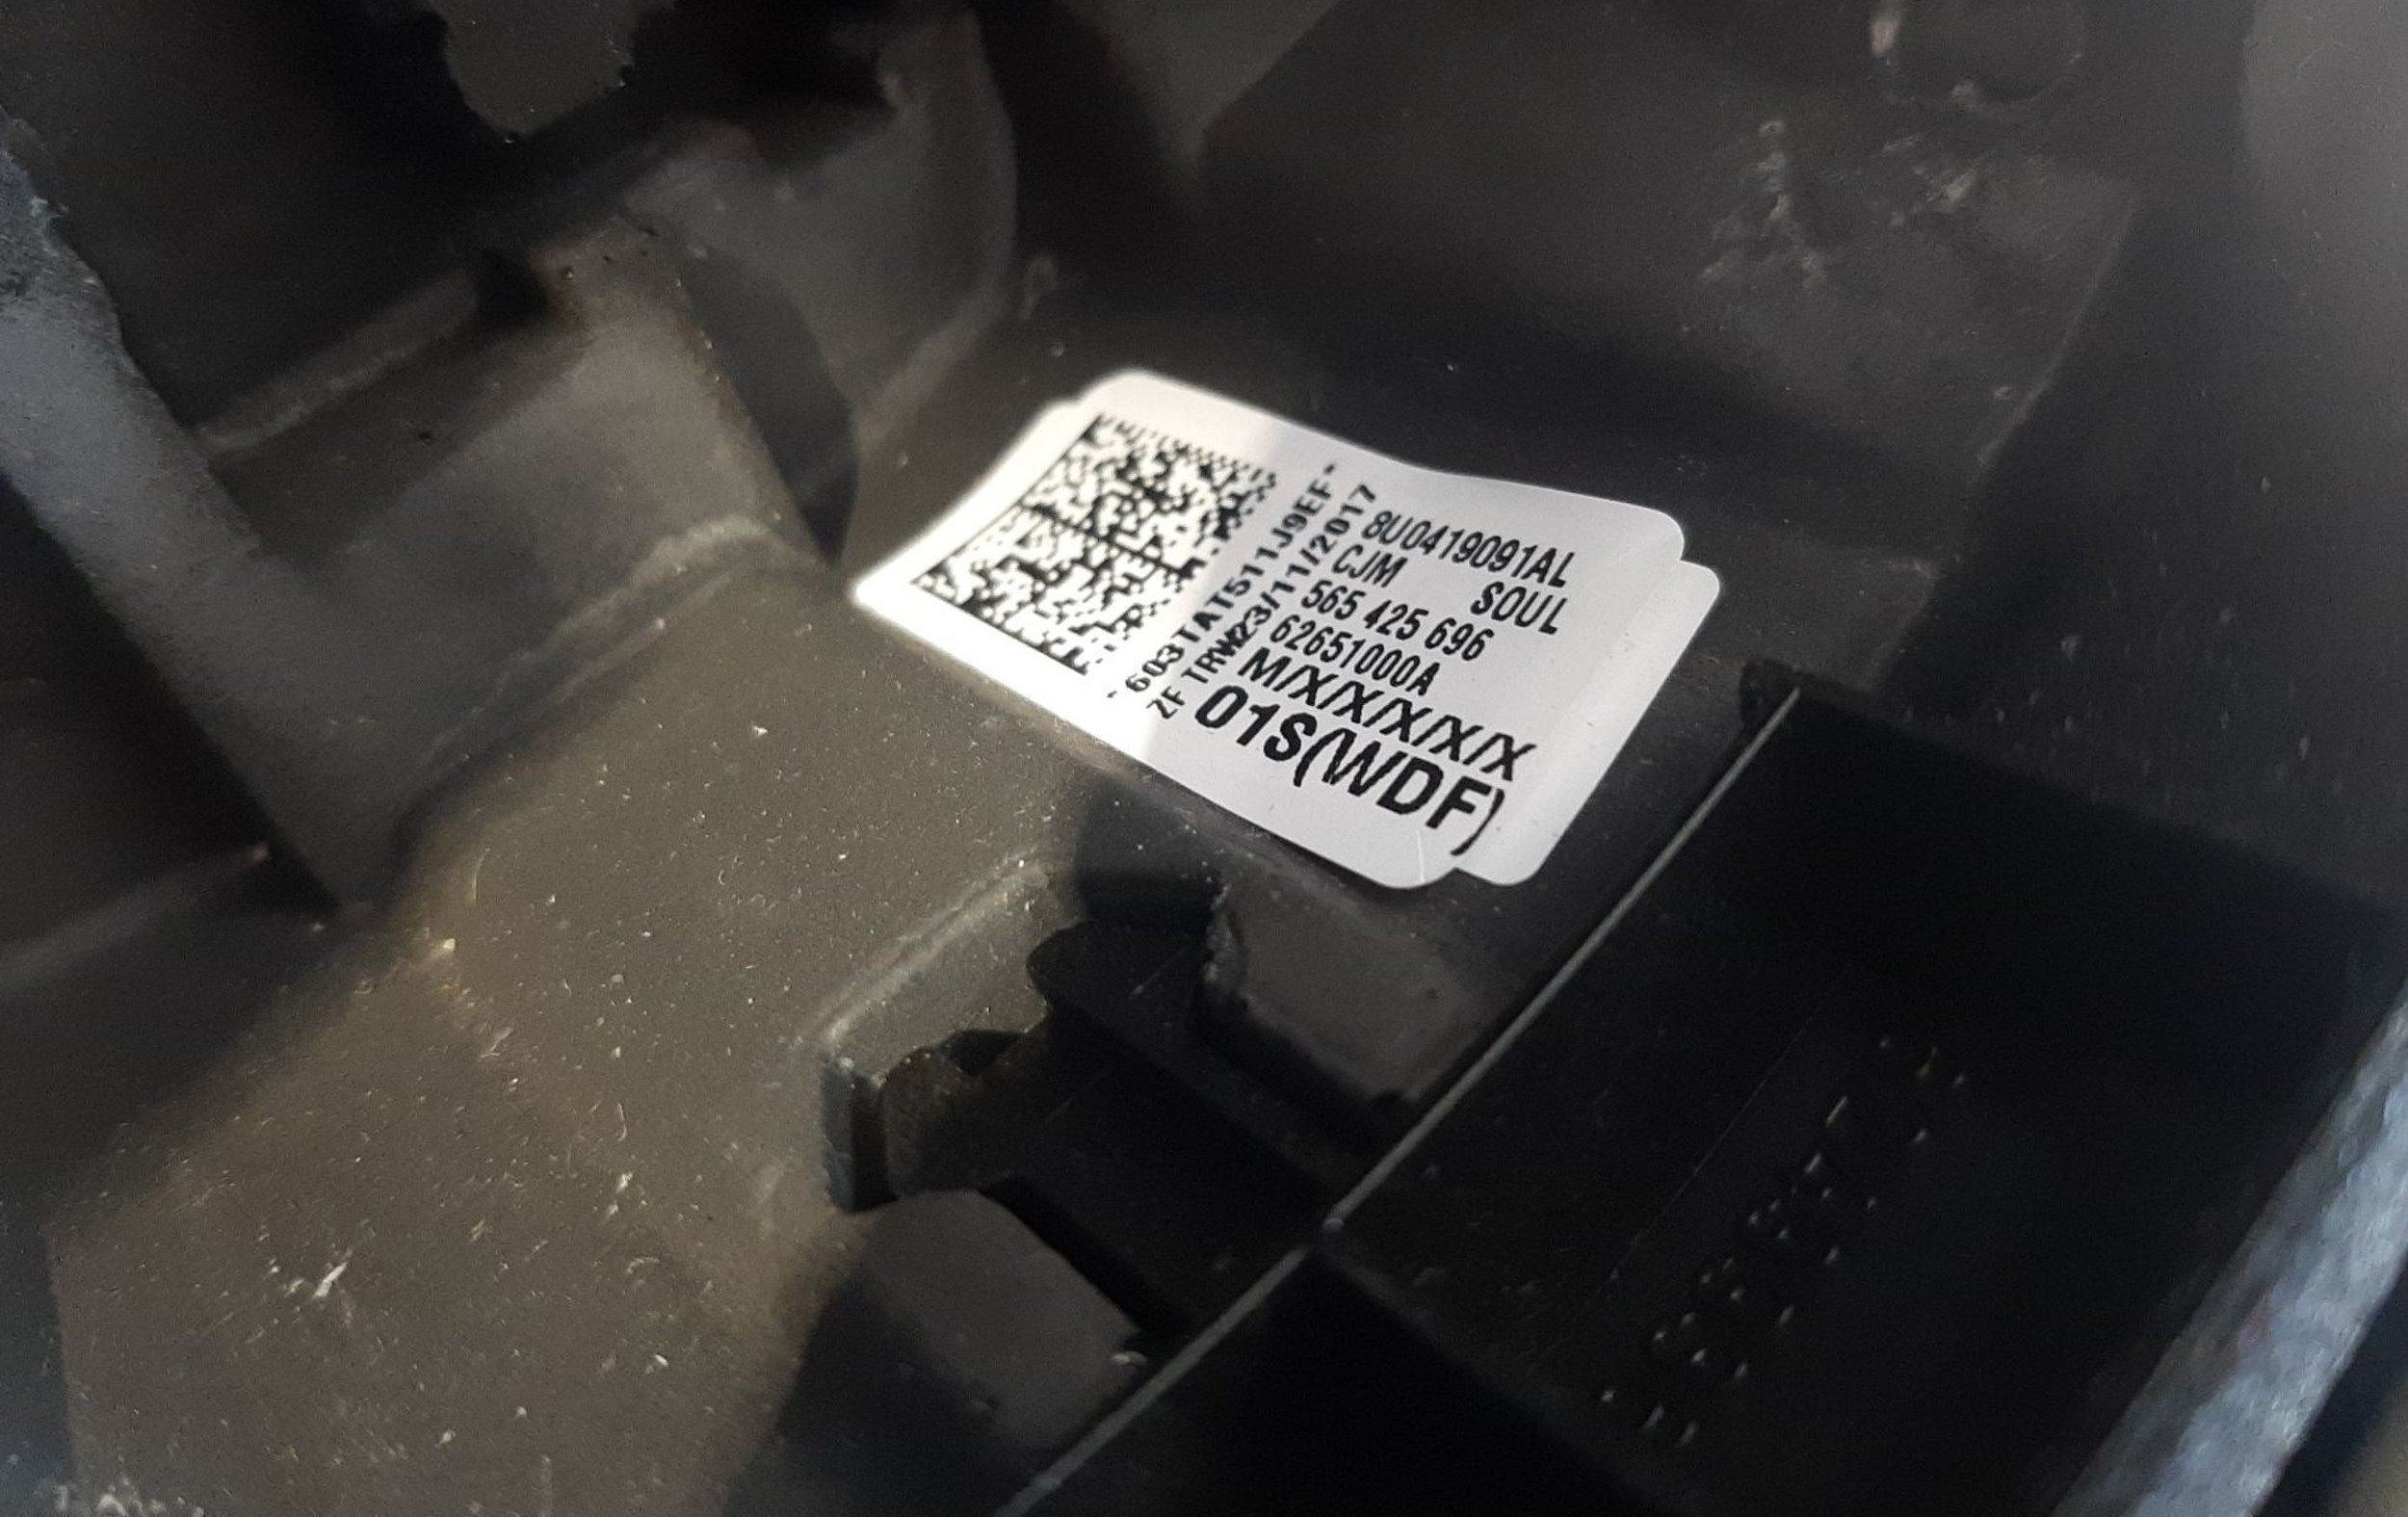 8U0419091AL
CJM SOUL
565 425 696
62651000A
M/X/X/X/X/X
01S(WDF)
-603TAT511J9EF-
ZF TRW23/11/2017